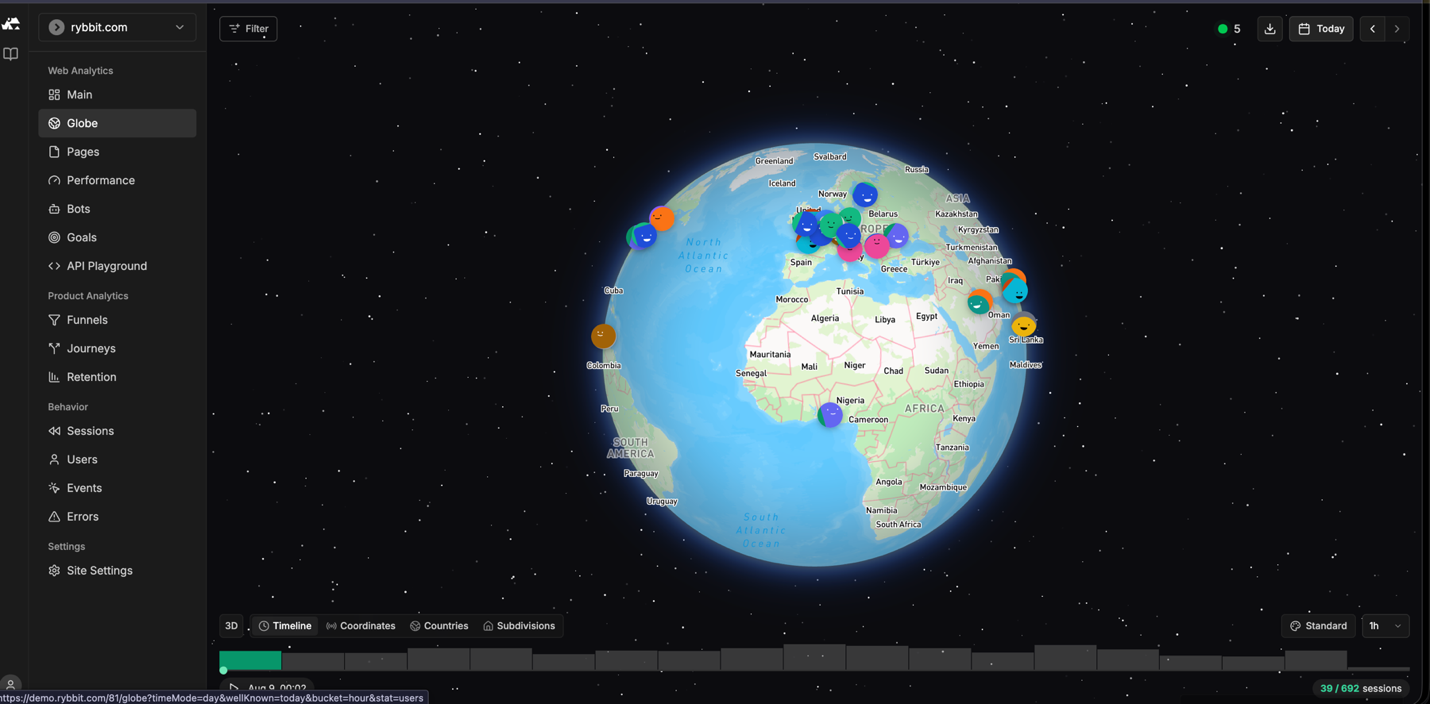 rybbit.com
Filter
5
Today
Web Analytics
Main
Globe
Pages
Performance
Bots
Goals
API Playground
Product Analytics
Funnels
Journeys
Retention
Behavior
Sessions
Users
Events
Errors
Settings
Site Settings
Greenland
Svalbard
Russia
Iceland
Norway
ASIA
United
Belarus
Kazakhstan
Kyrgyzstan
North
Atlantic
Ocean
Turkmenistan
Spain
Türkiye
Afghanistan
Greece
Iraq
Cuba
Tunisia
Morocco
Algeria
Libya
Egypt
Oman
Sri Lanka
Yemen
Mauritania
Mali
Niger
Chad
Sudan
Maldives
Colombia
Senegal
Ethiopia
Nigeria
Peru
AFRICA
Cameroon
Kenya
SOUTH
AMERICA
Tanzania
Paraguay
Angola
Mozambique
Uruguay
Namibia
South
Atlantic
Ocean
South Africa
3D
Timeline
Coordinates
Countries
Subdivisions
Standard
1h
Aug 9, 00:02
39 / 692 sessions
https://demo.rybbit.com/81/globe?timeMode=day&wellKnown=today&bucket=hour&stat=users